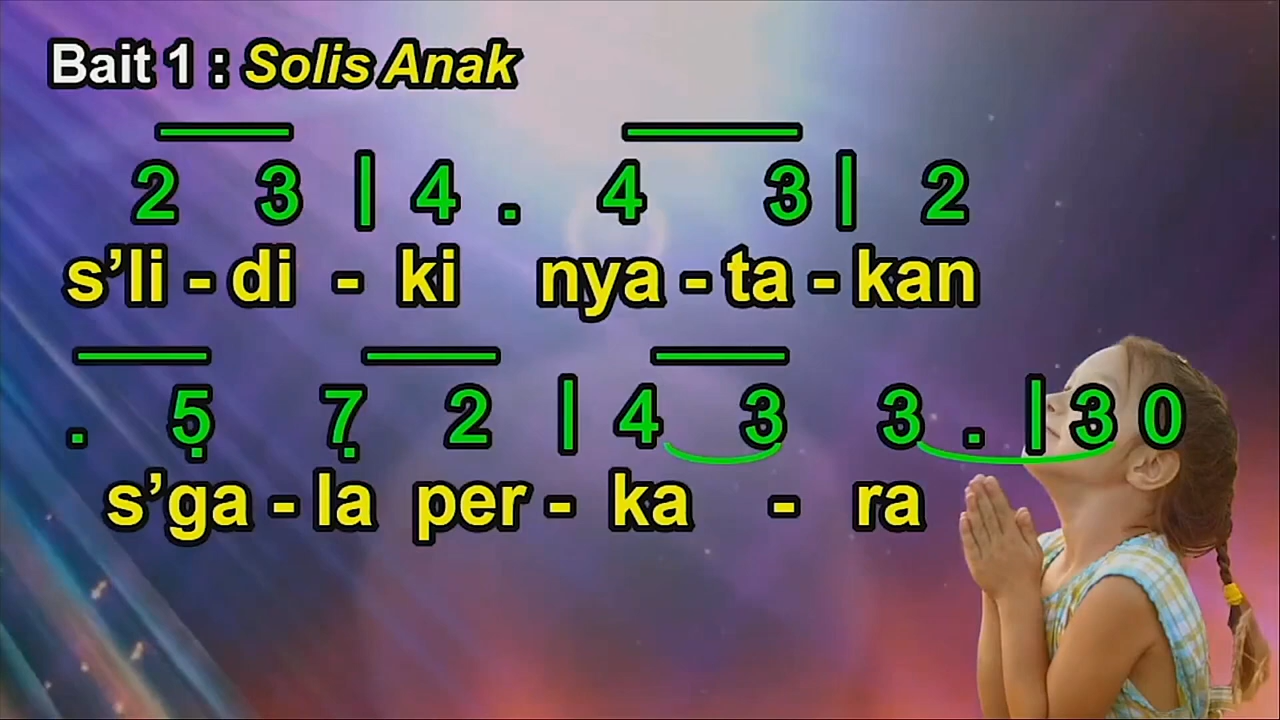 Bait 1 : Solis Anak
2 3 | 4 . 4 3 | 2
s’li - di - ki nya - ta - kan
. 5̣ 7̣ 2 | 4 3 3 . | 3 0
s’ga - la per - ka - ra